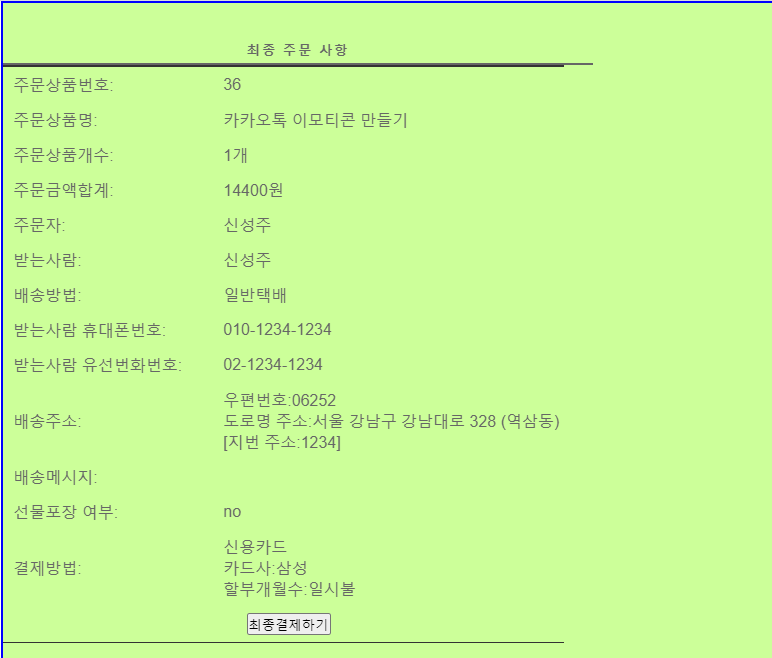 최종 주문 사항
주문상품번호: 36
주문상품명: 카카오톡 이모티콘 만들기
주문상품개수: 1개
주문금액합계: 14400원
주문자: 신성주
받는사람: 신성주
배송방법: 일반택배
받는사람 휴대폰번호: 010-1234-1234
받는사람 유선번화번호: 02-1234-1234
배송주소: 우편번호:06252
도로명 주소:서울 강남구 강남대로 328 (역삼동)
[지번 주소:1234]
배송메시지:
선물포장 여부: no
결제방법: 신용카드
카드사:삼성
할부개월수:일시불
최종결제하기